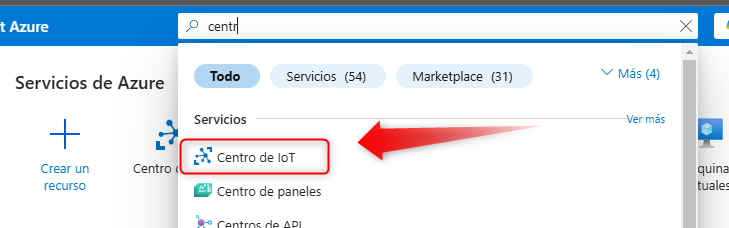 t Azure
centr
Todo
Servicios (54)
Marketplace (31)
Más (4)
Servicios de Azure
Servicios
Ver más
Crear un
recurso
Centro d
Centro de IoT
Centro de paneles
Centros de API
quina
tuales